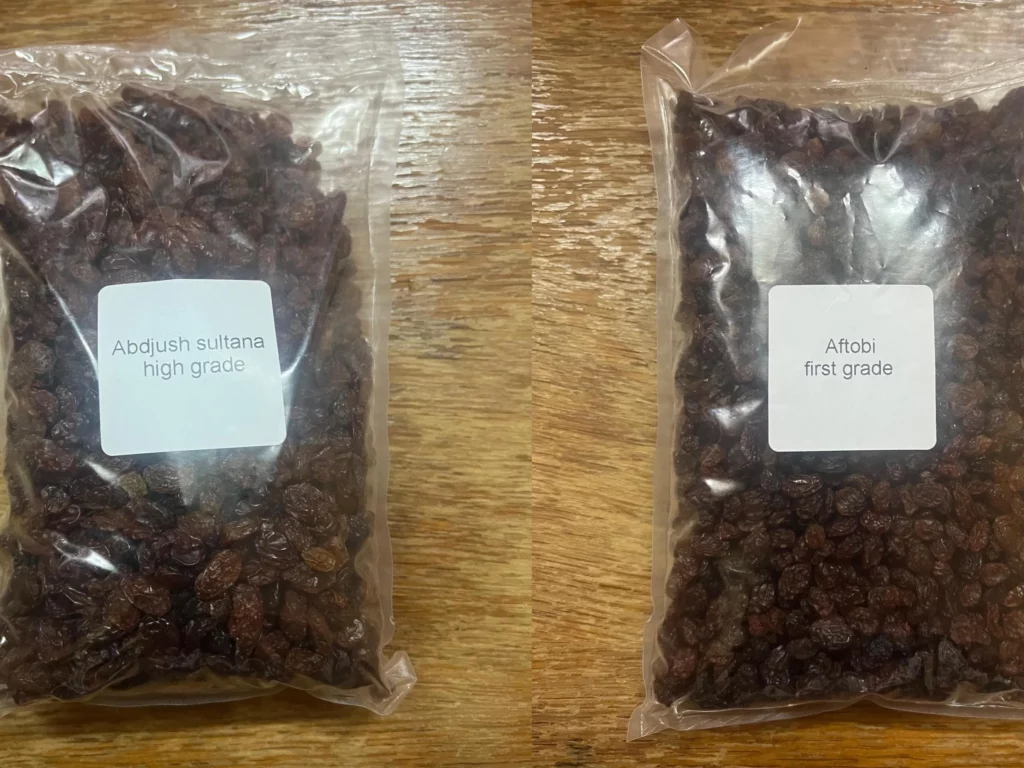 Abdjush sultana
high grade
Aftobi
first grade